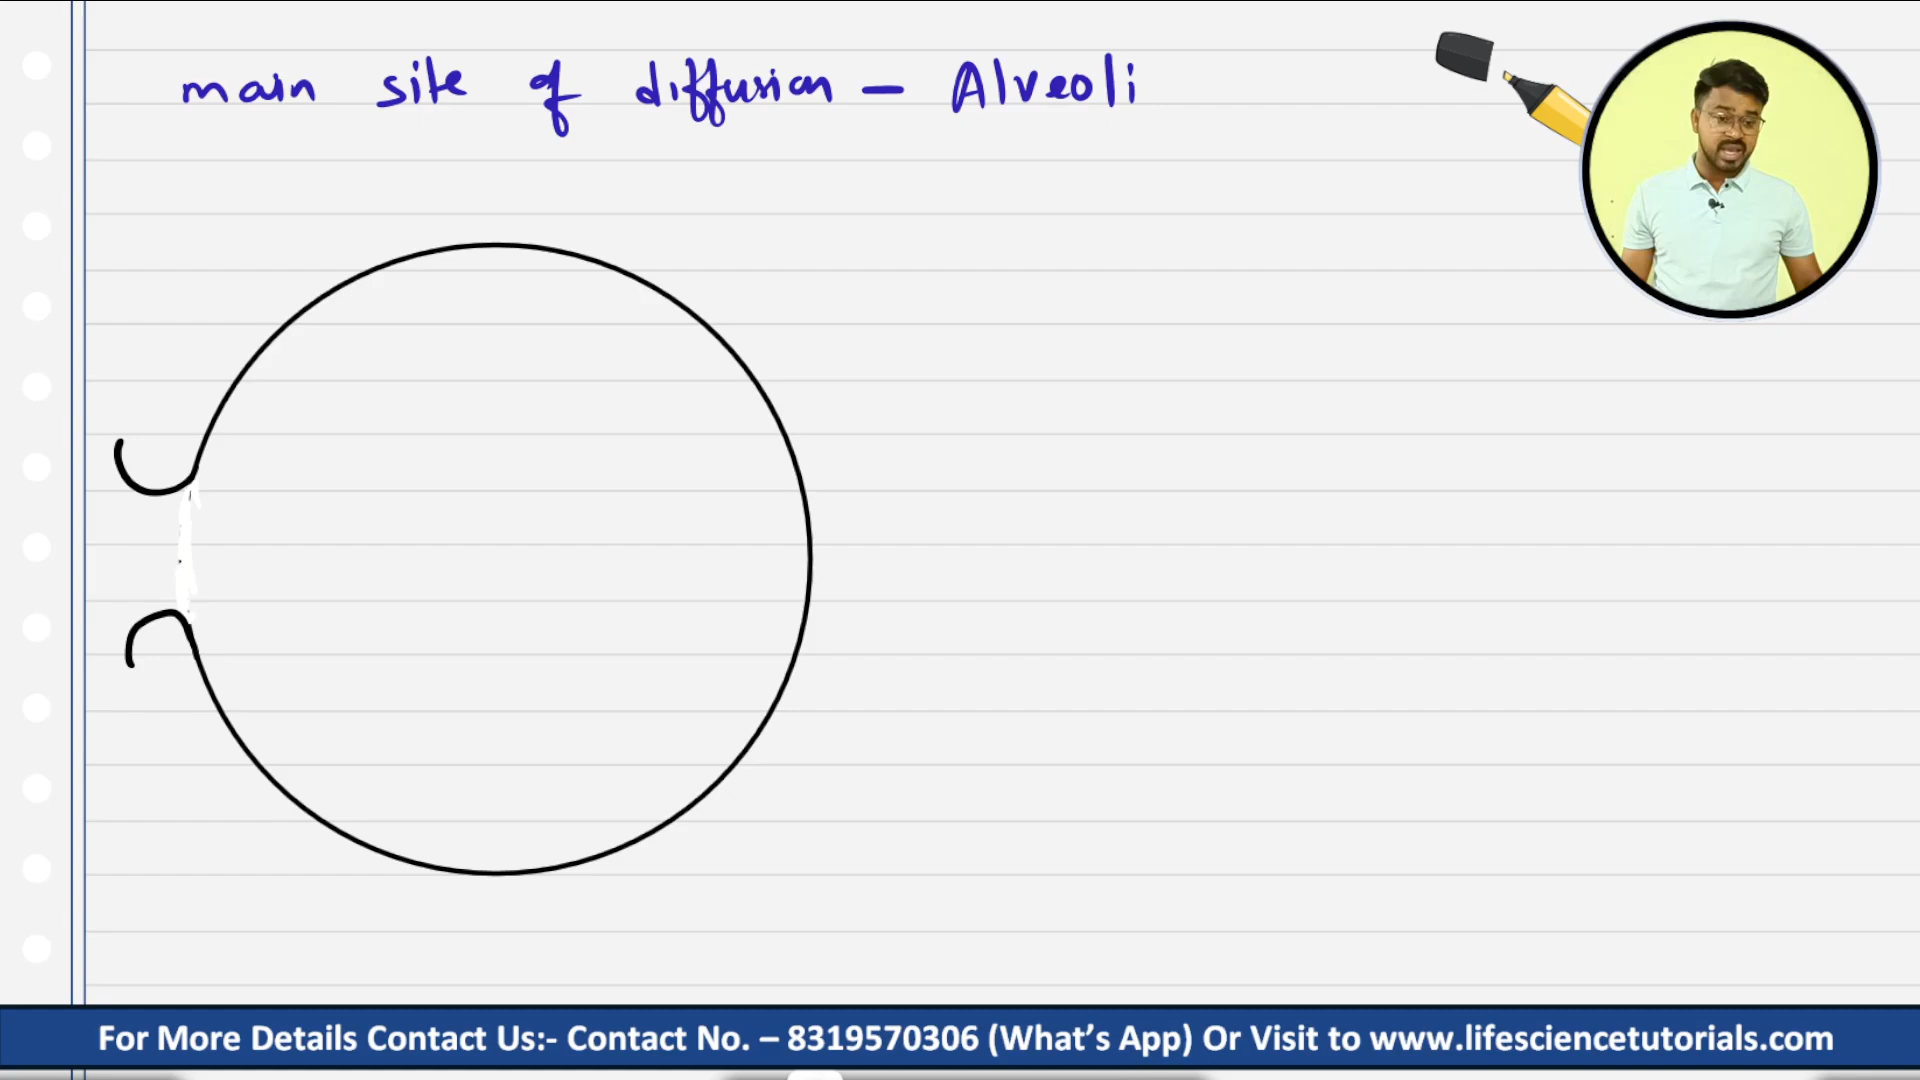 main site of diffusion - Alveoli
For More Details Contact Us:- Contact No. – 8319570306 (What's App) Or Visit to www.lifesciencetutorials.com